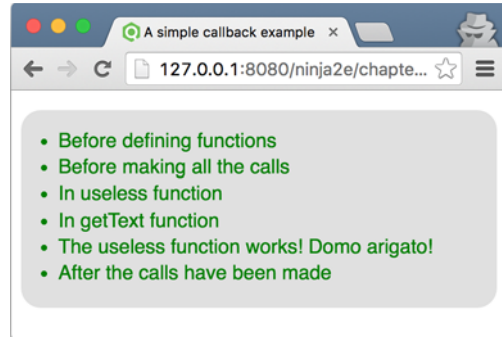 A simple callback example
127.0.0.1:8080/ninja2e/chapte...
Before defining functions
Before making all the calls
In useless function
In getText function
The useless function works! Domo arigato!
After the calls have been made